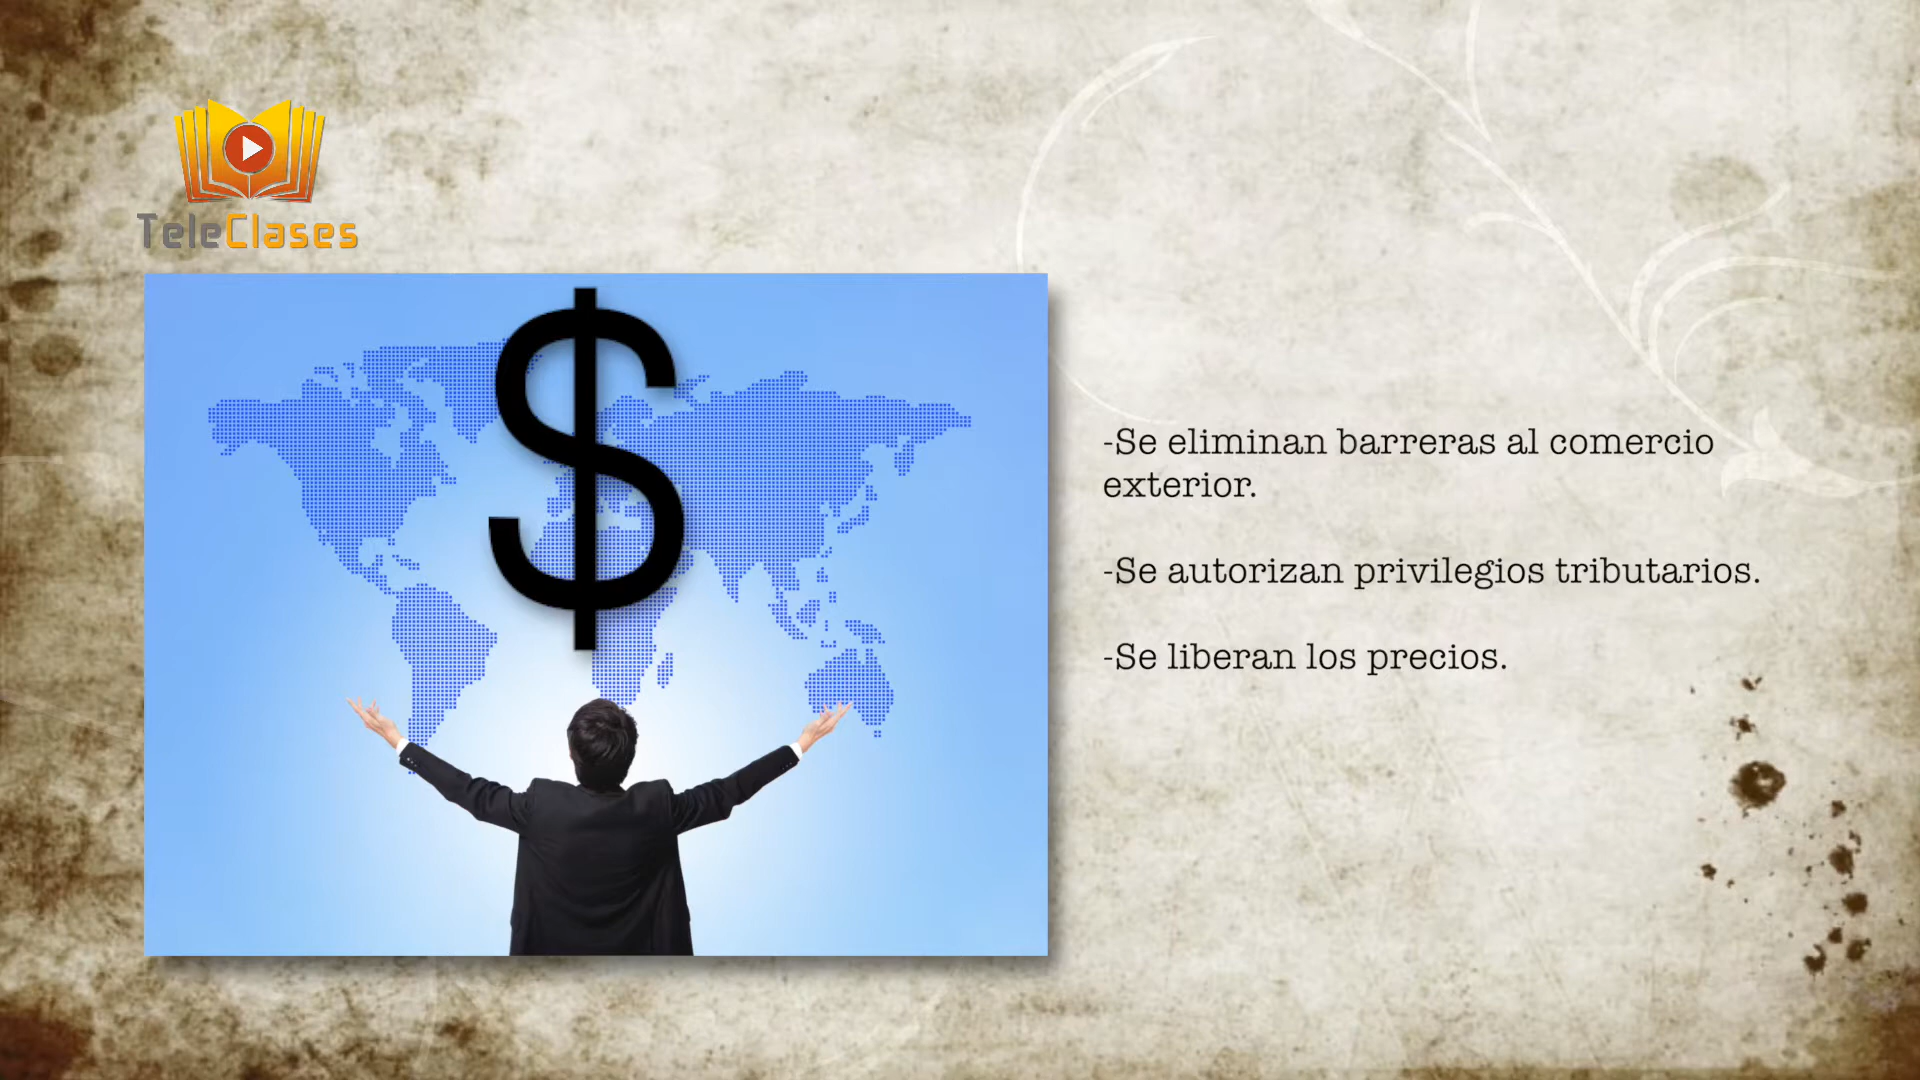 TeleClases
$
-Se eliminan barreras al comercio
exterior.
-Se autorizan privilegios tributarios.
-Se liberan los precios.